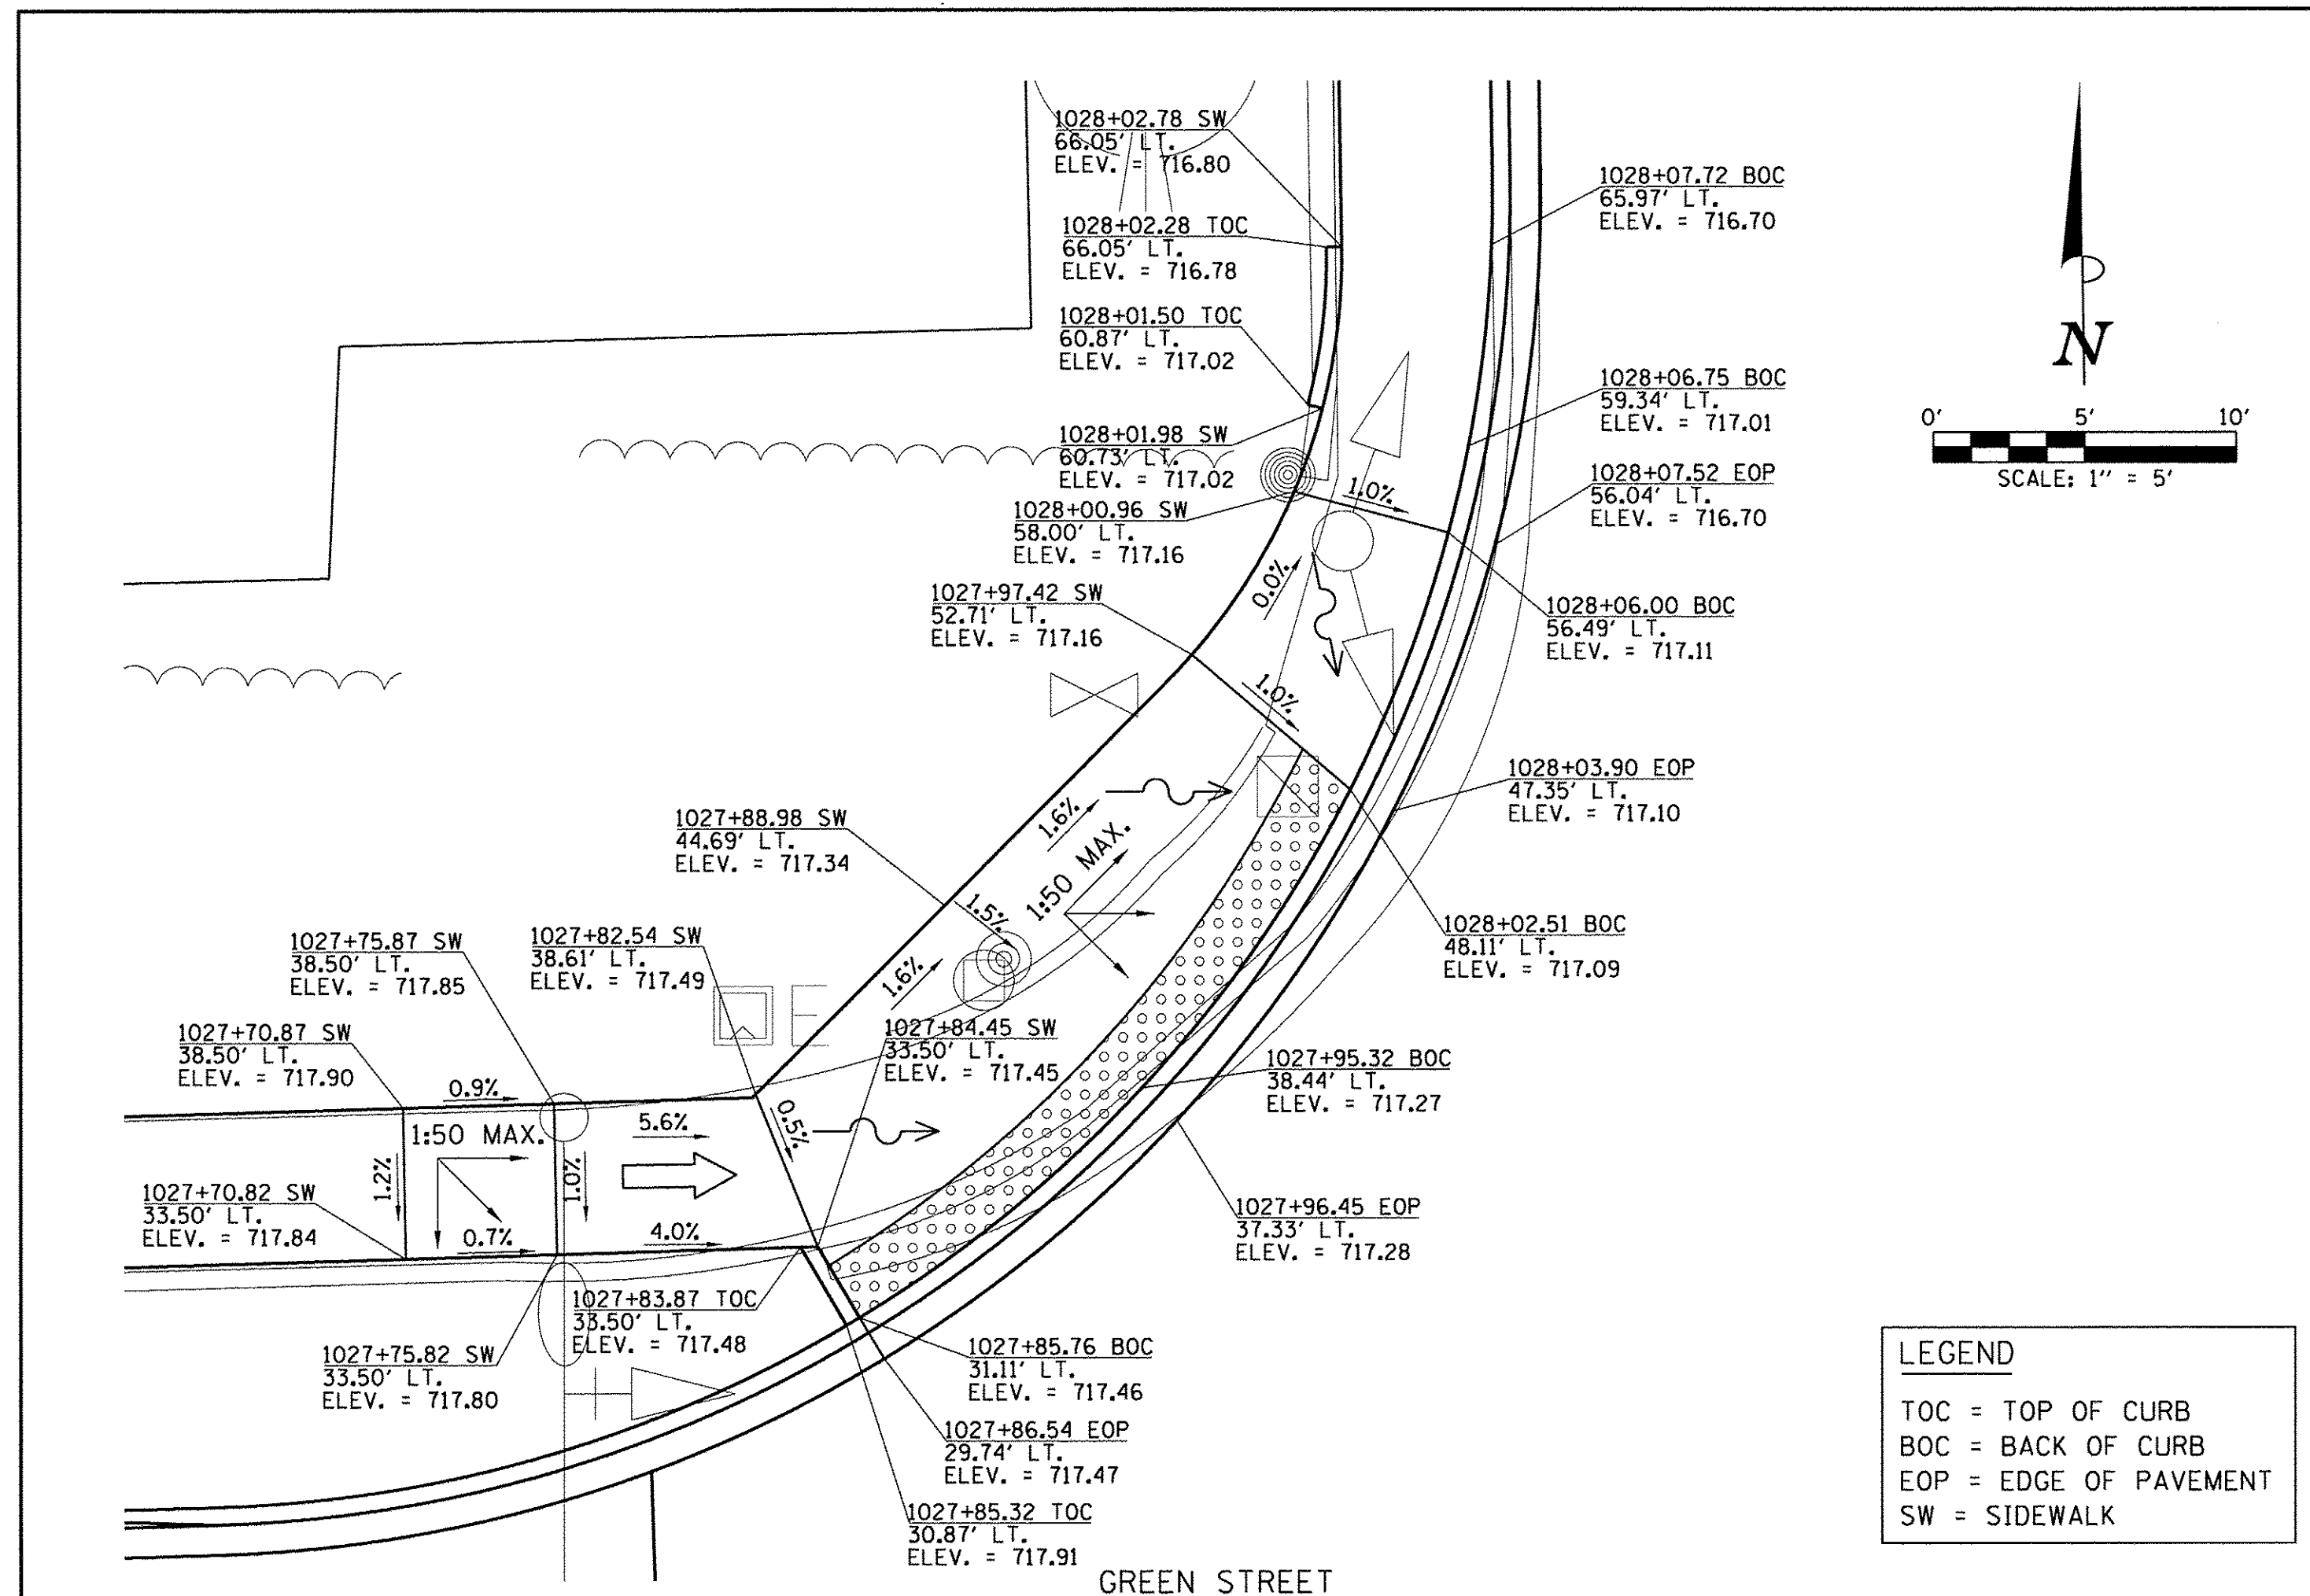 1028+02.78 SW
66.05' LT.
ELEV. = 716.80
1028+02.28 TOC
66.05' LT.
ELEV. = 716.78
1028+01.50 TOC
60.87' LT.
ELEV. = 717.02
1028+01.98 SW
60.73' LT.
ELEV. = 717.02
1028+00.96 SW
58.00' LT.
ELEV. = 717.16
1027+97.42 SW
52.71' LT.
ELEV. = 717.16
1028+07.72 BOC
65.97' LT.
ELEV. = 716.70
1028+06.75 BOC
59.34' LT.
ELEV. = 717.01
1028+07.52 EOP
56.04' LT.
ELEV. = 716.70
1028+06.00 BOC
56.49' LT.
ELEV. = 717.11
N
0' 5' 10'
SCALE: 1'' = 5'
1.0%
0.0%
1.0%
1028+03.90 EOP
47.35' LT.
ELEV. = 717.10
1028+02.51 BOC
48.11' LT.
ELEV. = 717.09
1027+88.98 SW
44.69' LT.
ELEV. = 717.34
1.6%
1:50 MAX.
1.5%
1.6%
E
1027+75.87 SW
38.50' LT.
ELEV. = 717.85
1027+82.54 SW
38.61' LT.
ELEV. = 717.49
1027+70.87 SW
38.50' LT.
ELEV. = 717.90
1027+84.45 SW
33.50' LT.
ELEV. = 717.45
1027+95.32 BOC
38.44' LT.
ELEV. = 717.27
0.9%
1:50 MAX.
5.6%
0.5%
1.2%
1.0%
0.7%
4.0%
1027+70.82 SW
33.50' LT.
ELEV. = 717.84
1027+96.45 EOP
37.33' LT.
ELEV. = 717.28
1027+83.87 TOC
33.50' LT.
ELEV. = 717.48
1027+75.82 SW
33.50' LT.
ELEV. = 717.80
1027+85.76 BOC
31.11' LT.
ELEV. = 717.46
1027+86.54 EOP
29.74' LT.
ELEV. = 717.47
1027+85.32 TOC
30.87' LT.
ELEV. = 717.91
GREEN STREET
LEGEND
TOC = TOP OF CURB
BOC = BACK OF CURB
EOP = EDGE OF PAVEMENT
SW = SIDEWALK